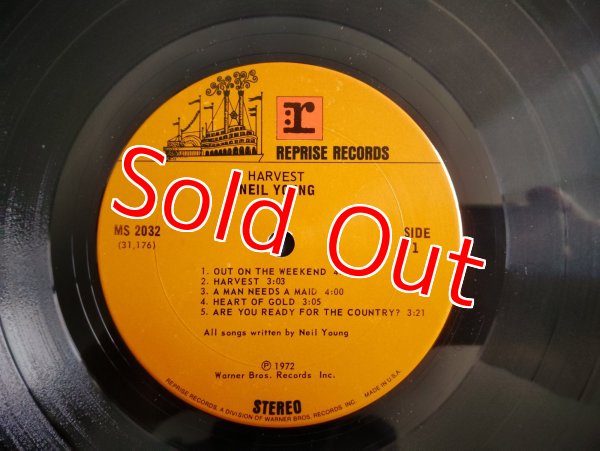 r
REPRISE RECORDS
HARVEST
NEIL YOUNG
Sold Out
MS 2032
(31,176)
SIDE
1
1. OUT ON THE WEEKEND 4
2. HARVEST 3:03
3. A MAN NEEDS A MAID 4:00
4. HEART OF GOLD 3:05
5. ARE YOU READY FOR THE COUNTRY? 3:21
All songs written by Neil Young
℗ 1972
Warner Bros. Records Inc.
REPRISE RECORDS, A DIVISION OF WARNER BROS. RECORDS INC.
MADE IN U.S.A.
STEREO